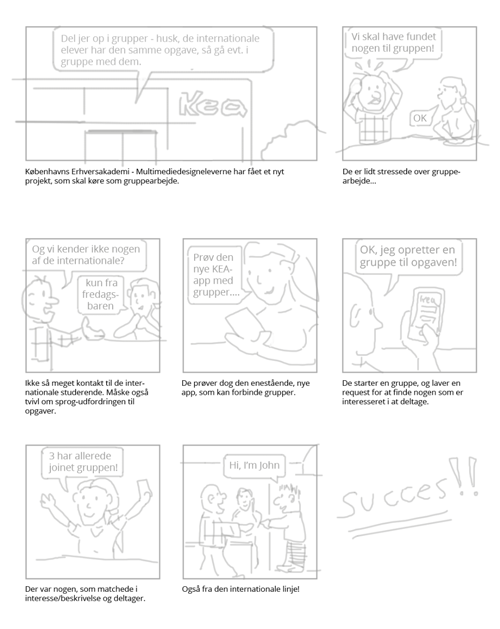 Del jer op i grupper - husk, de internationale
elever har den samme opgave, så gå evt. i
gruppe med dem.
Kea
Københavns Erhversakademi - Multimediedesigneleverne har fået et nyt
projekt, som skal køre som gruppearbejde.
Vi skal have fundet
nogen til gruppen!
OK
De er lidt stressede over gruppe-
arbejde...
Og vi kender ikke nogen
af de internationale?
kun fra
fredags-
baren
Ikke så meget kontakt til de inter-
nationale studerende. Måske også
tvivl om sprog-udfordringen til
opgaver.
Prøv den
nye KEA-
app med
grupper....
De prøver dog den enestående, nye
app, som kan forbinde grupper.
OK, jeg opretter en
gruppe til opgaven!
Kea
De starter en gruppe, og laver en
request for at finde nogen som er
interesseret i at deltage.
3 har allerede
joinet gruppen!
Der var nogen, som matchede i
interesse/beskrivelse og deltager.
Hi, I'm John
Også fra den internationale linje!
succes!!